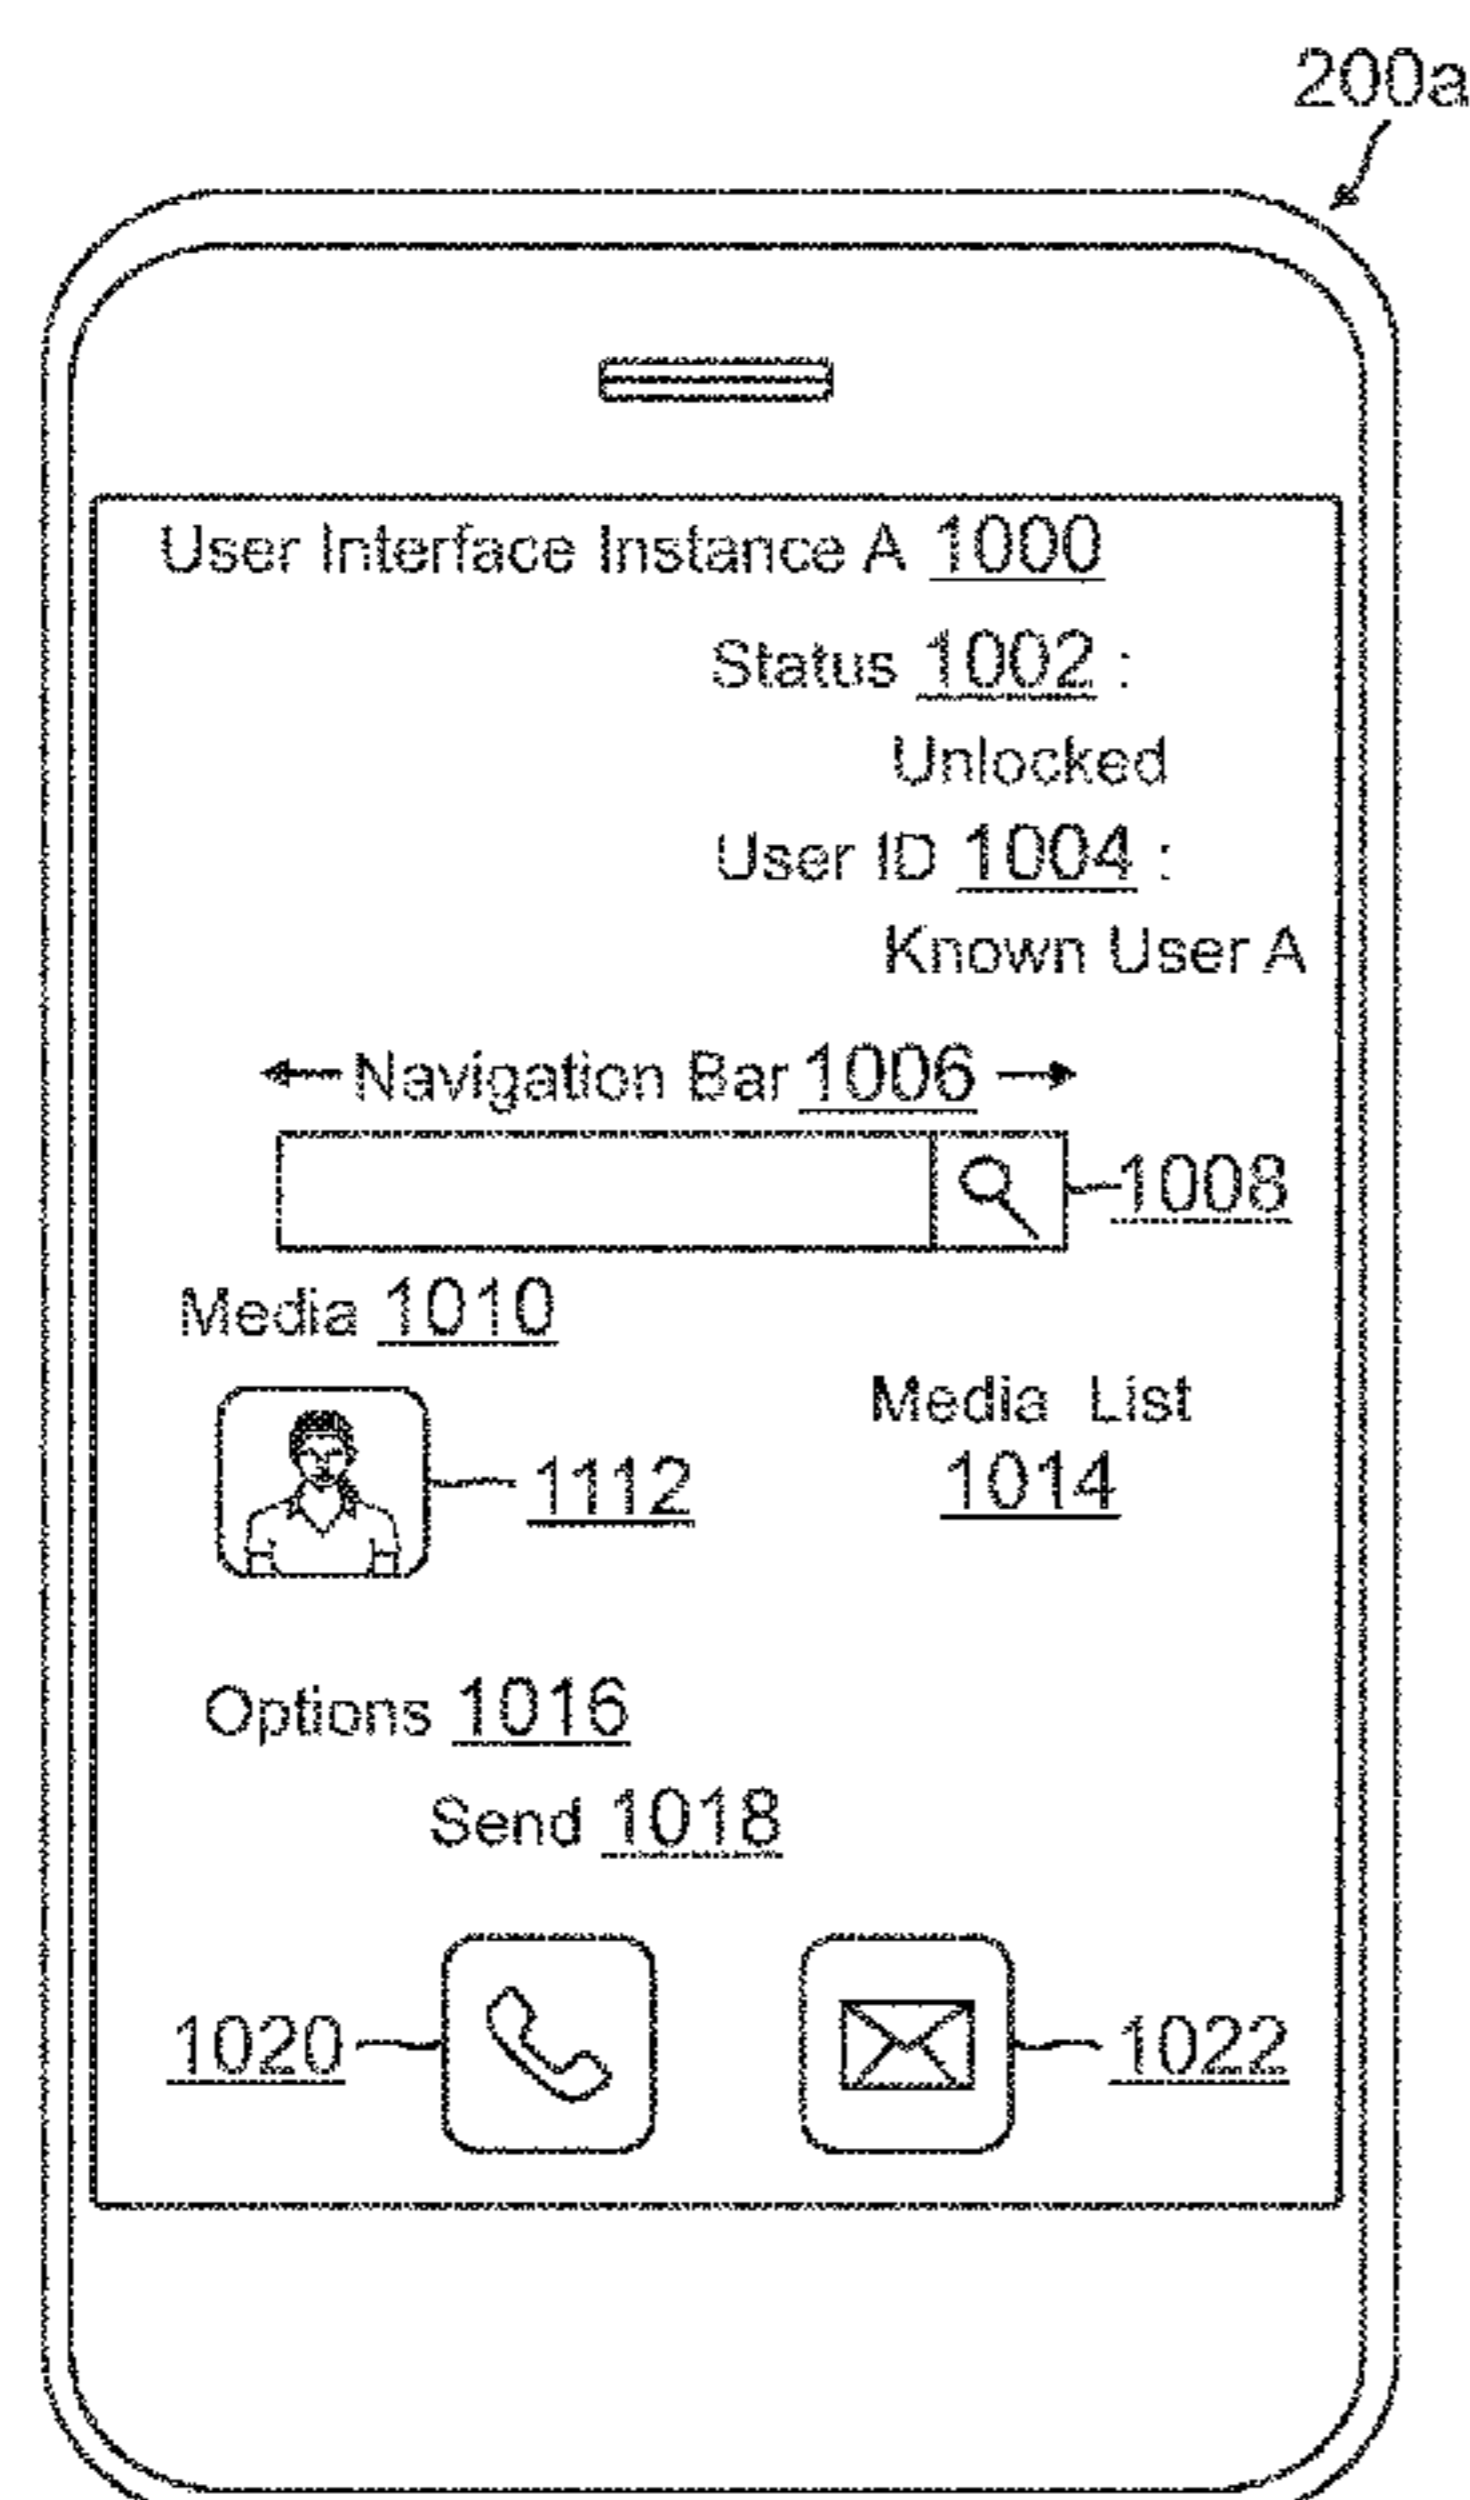 200a
User Interface Instance A 1000
Status 1002 :
Unlocked
User ID 1004 :
Known User A
Navigation Bar 1006
1008
Media 1010
Media List
1112
1014
Options 1016
Send 1018
1020
1022